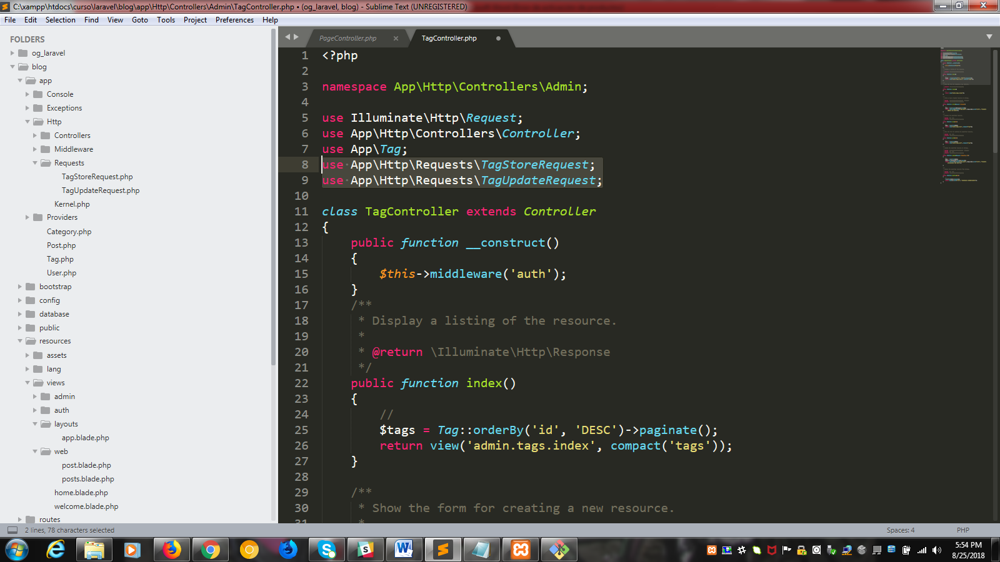 C:\xampp\htdocs\curso\laravel\blog\app\Http\Controllers\Admin\TagController.php • (og_laravel, blog) - Sublime Text (UNREGISTERED)
File Edit Selection Find View Goto Tools Project Preferences Help
FOLDERS
og_laravel
blog
app
Console
Exceptions
Http
Controllers
Middleware
Requests
TagStoreRequest.php
TagUpdateRequest.php
Kernel.php
Providers
Category.php
Post.php
Tag.php
User.php
bootstrap
config
database
public
resources
assets
lang
views
admin
auth
layouts
app.blade.php
web
post.blade.php
posts.blade.php
home.blade.php
welcome.blade.php
routes
PageController.php × TagController.php •
1 <?php
2
3 namespace App\Http\Controllers\Admin;
4
5 use Illuminate\Http\Request;
6 use App\Http\Controllers\Controller;
7 use App\Tag;
8 use App\Http\Requests\TagStoreRequest;
9 use App\Http\Requests\TagUpdateRequest;
10
11 class TagController extends Controller
12 {
13     public function __construct()
14     {
15         $this->middleware('auth');
16     }
17     /**
18      * Display a listing of the resource.
19      *
20      * @return \Illuminate\Http\Response
21      */
22     public function index()
23     {
24         //
25         $tags = Tag::orderBy('id', 'DESC')->paginate();
26         return view('admin.tags.index', compact('tags'));
27     }
28
29     /**
30      * Show the form for creating a new resource.
31      *
2 lines, 78 characters selected Spaces: 4 PHP
5:54 PM
8/25/2018